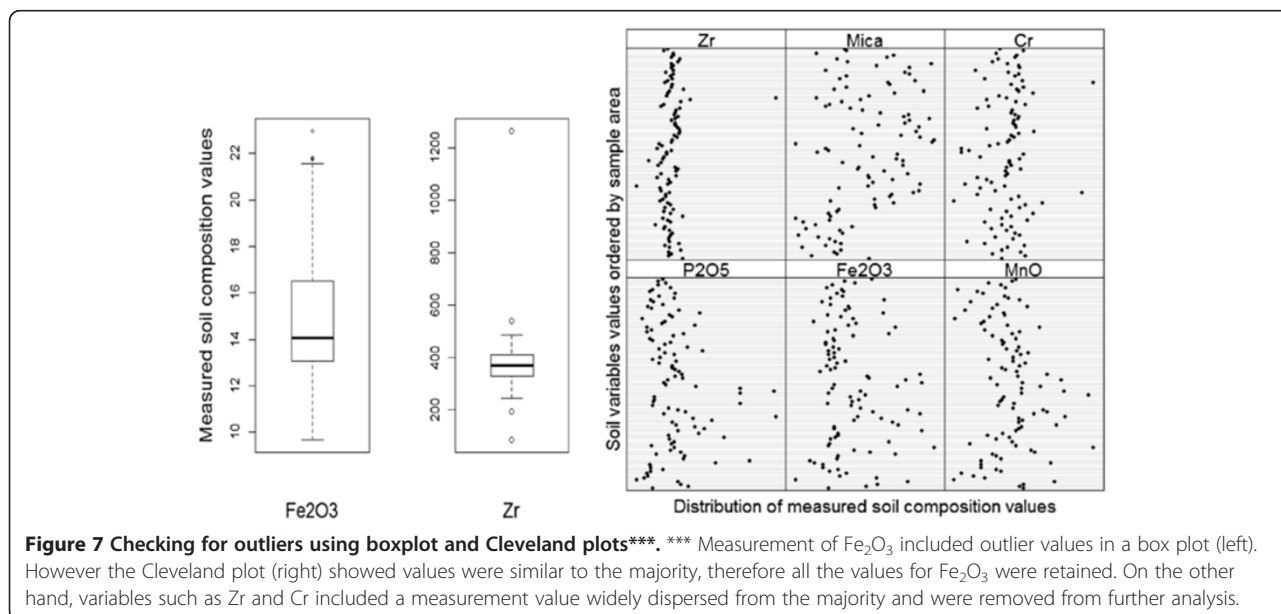 Measured soil composition values
22
20
18
16
14
12
10
Fe2O3
1200
1000
800
600
400
200
Zr
Soil variables values ordered by sample area
Zr Mica Cr
P2O5 Fe2O3 MnO
Distribution of measured soil composition values
Figure 7 Checking for outliers using boxplot and Cleveland plots***. *** Measurement of Fe₂O₃ included outlier values in a box plot (left).
However the Cleveland plot (right) showed values were similar to the majority, therefore all the values for Fe₂O₃ were retained. On the other
hand, variables such as Zr and Cr included a measurement value widely dispersed from the majority and were removed from further analysis.